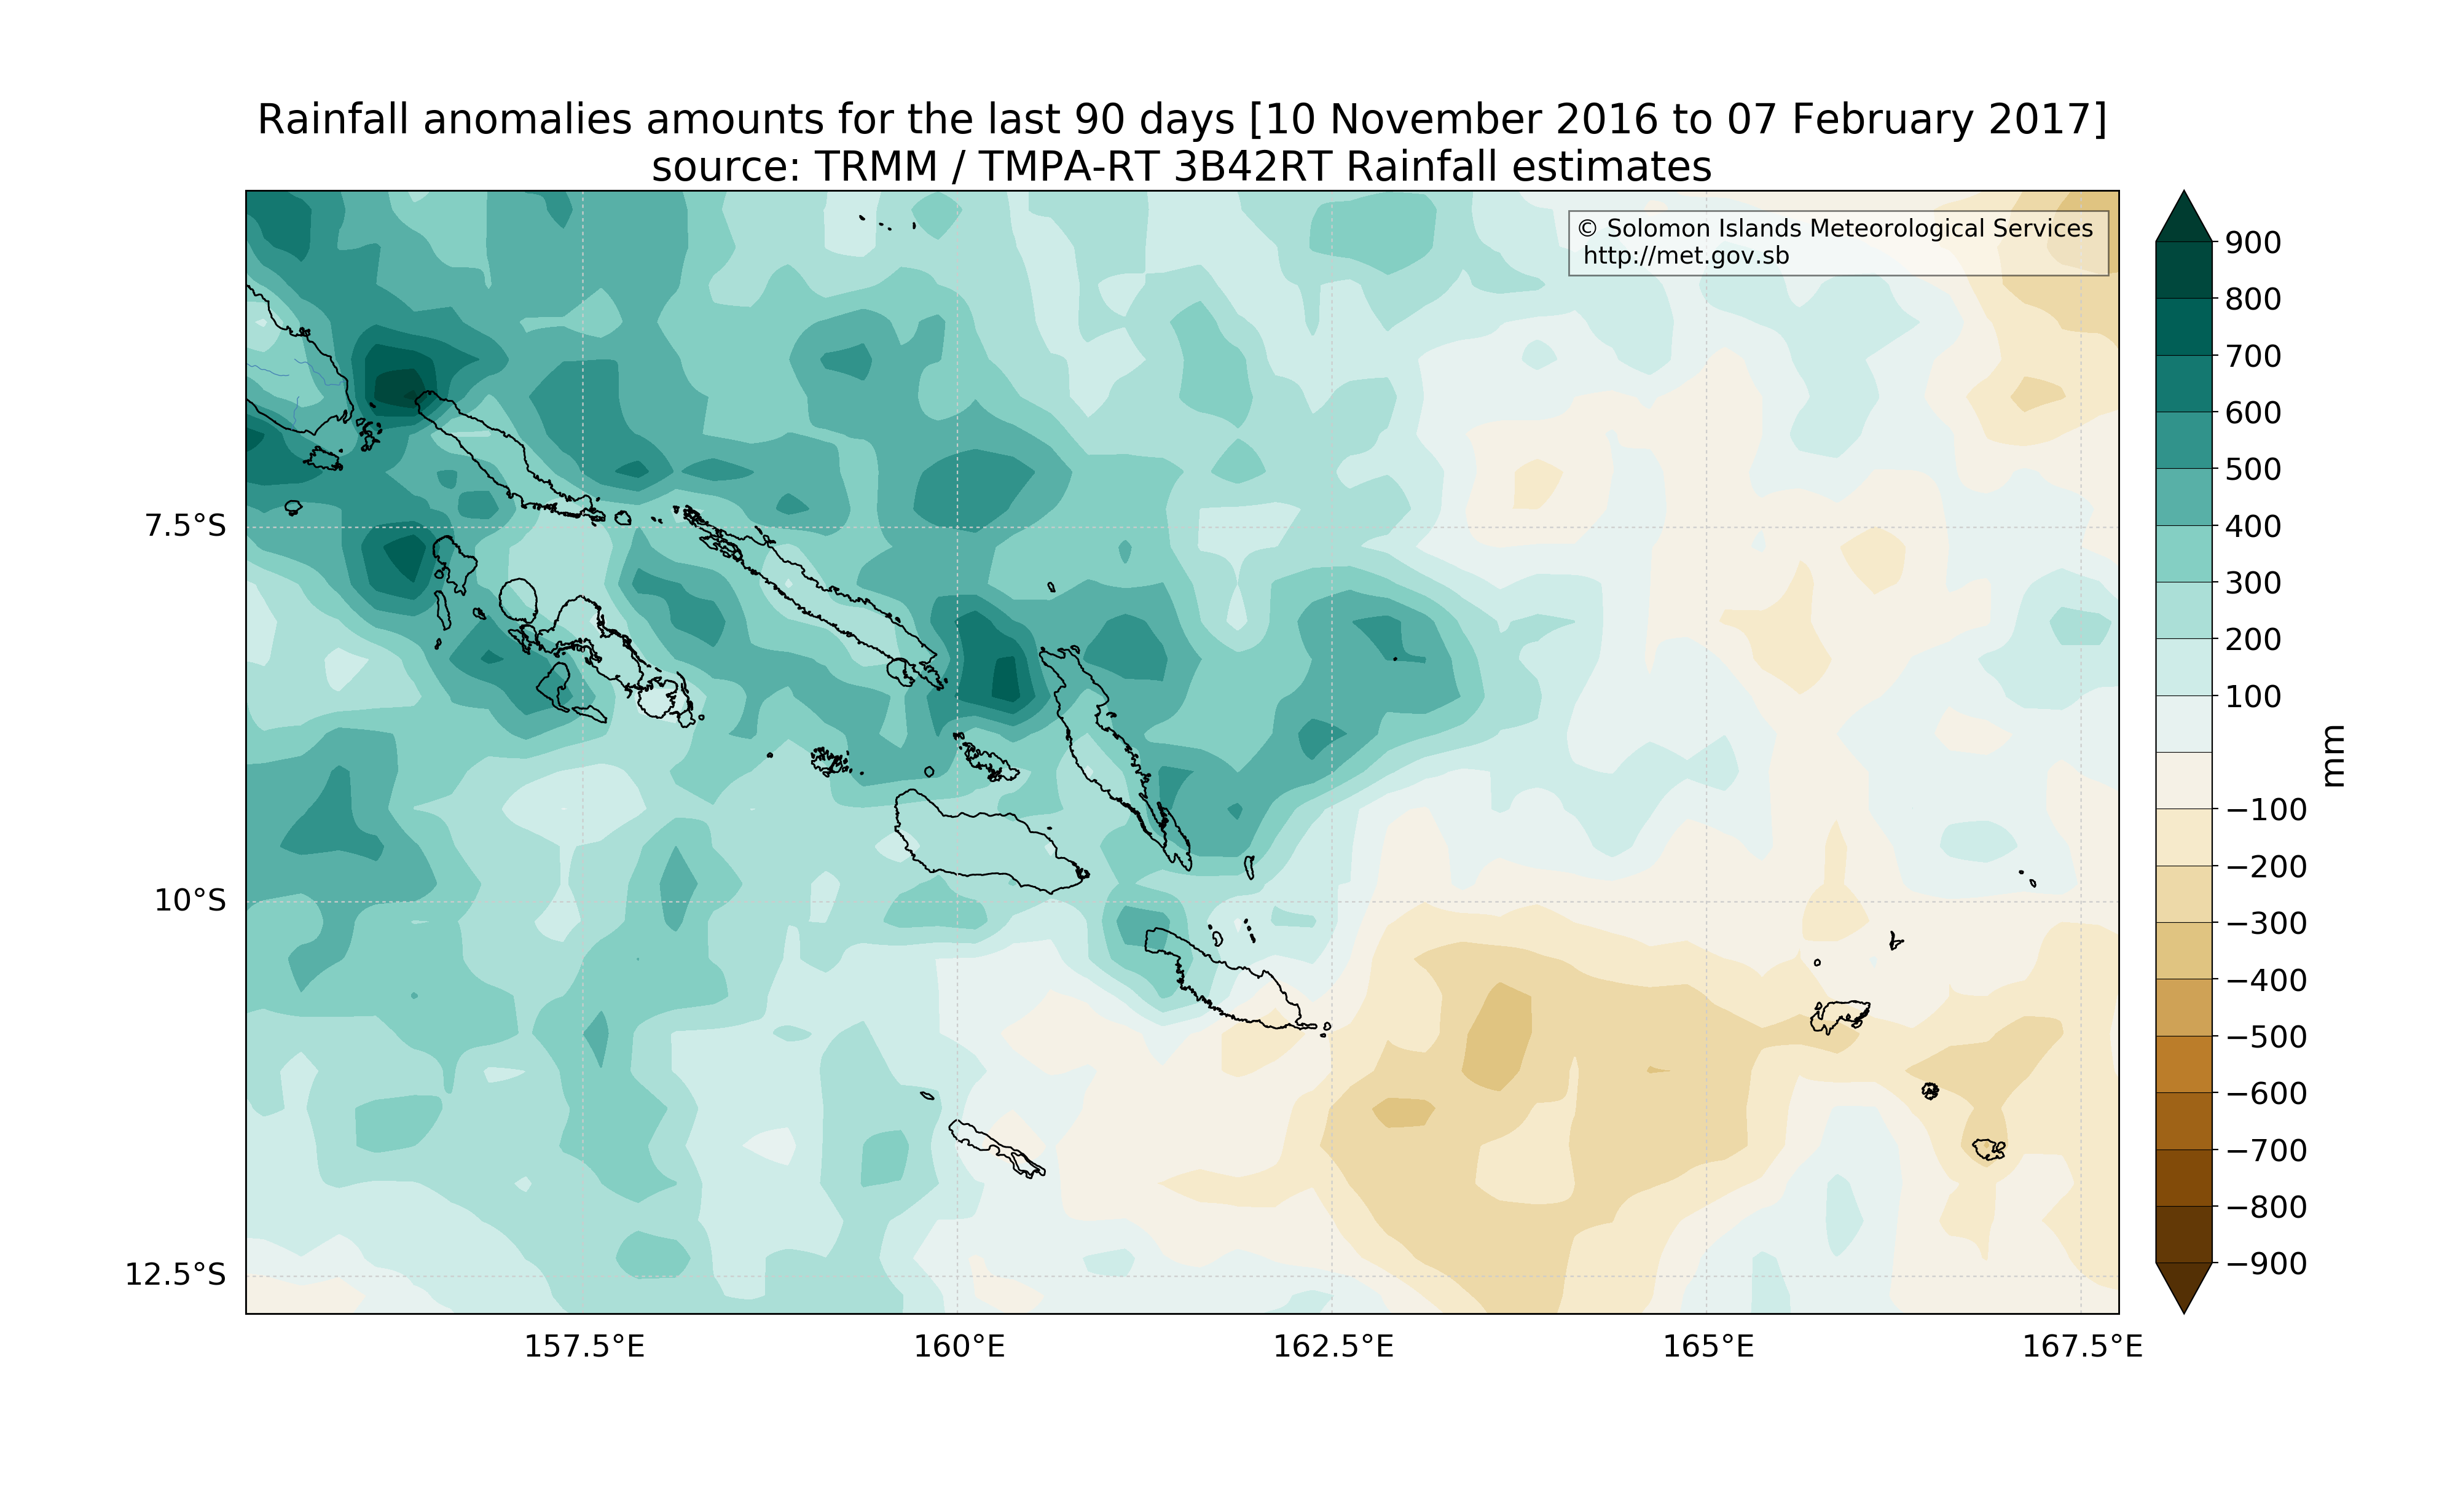 Rainfall anomalies amounts for the last 90 days [10 November 2016 to 07 February 2017]
source: TRMM / TMPA-RT 3B42RT Rainfall estimates
© Solomon Islands Meteorological Services
http://met.gov.sb
7.5°S
10°S
12.5°S
157.5°E
160°E
162.5°E
165°E
167.5°E
900
800
700
600
500
400
300
200
100
−100
−200
−300
−400
−500
−600
−700
−800
−900
mm